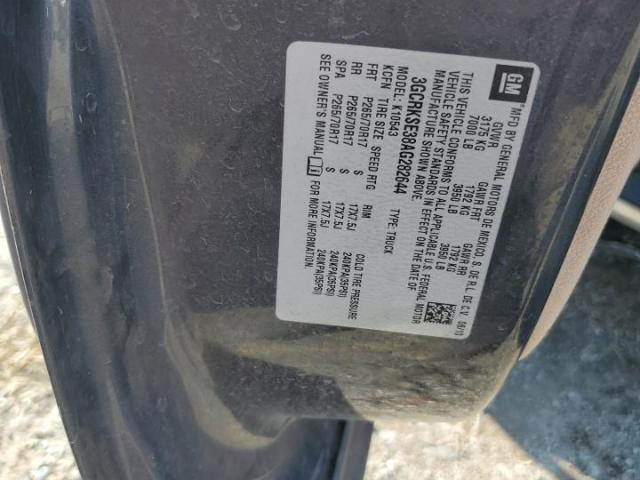 GM MFD BY GENERAL MOTORS DE MEXICO, S. DE R.L. DE C.V. 06/10
GVWR GAWR FRT GAWR RR
3175 KG 1792 KG 1792 KG
7000 LB 3950 LB 3950 LB
THIS VEHICLE CONFORMS TO ALL APPLICABLE U.S. FEDERAL MOTOR
VEHICLE SAFETY STANDARDS IN EFFECT ON THE DATE OF
MANUFACTURE SHOWN ABOVE.
3GCRKSE38AG282644 TYPE: TRUCK
MODEL: K10543
KCFN TIRE SIZE SPEED RTG RIM COLD TIRE PRESSURE
FRT P265/70R17 S 17X7.5J 240KPA(35PSI)
RR P265/70R17 S 17X7.5J 240KPA(35PSI)
SPA P265/70R17 S 17X7.5J 240KPA(35PSI)
SEE OWNER'S MANUAL FOR MORE INFORMATION.